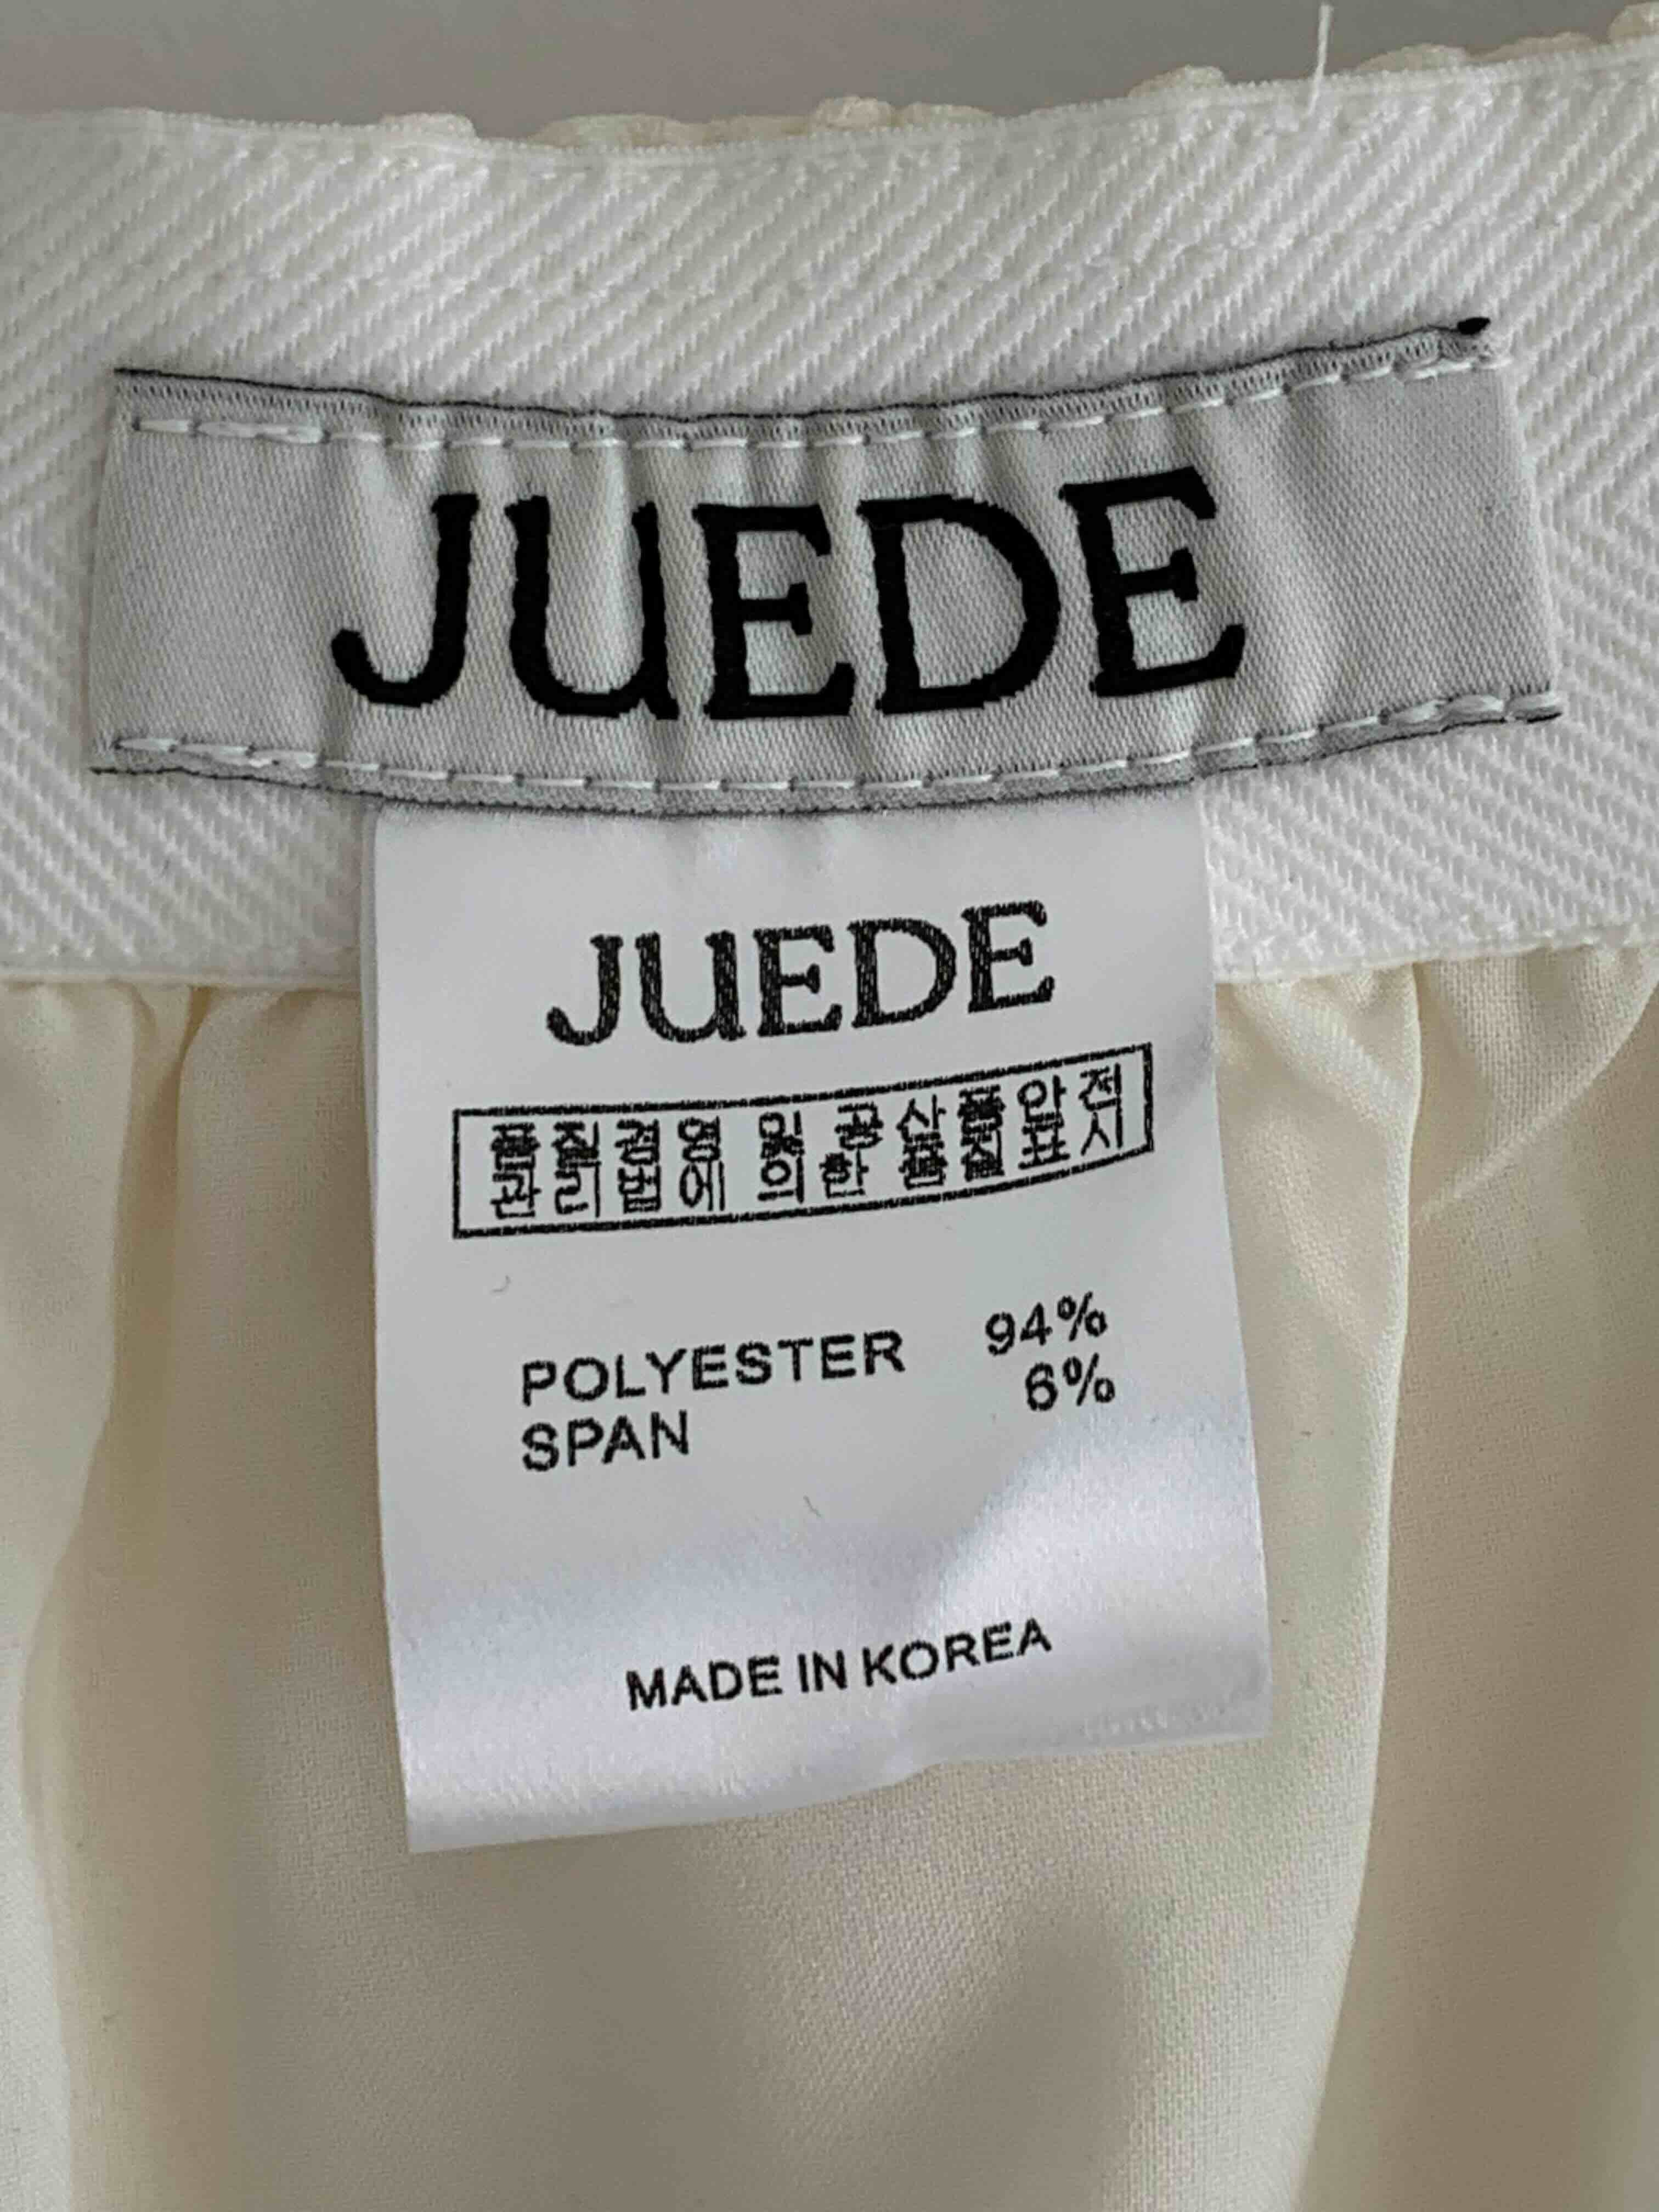 JUEDE
JUEDE
품질경영 및 공산품안전
관리법에 의한 품질표시
POLYESTER 94%
SPAN 6%
MADE IN KOREA